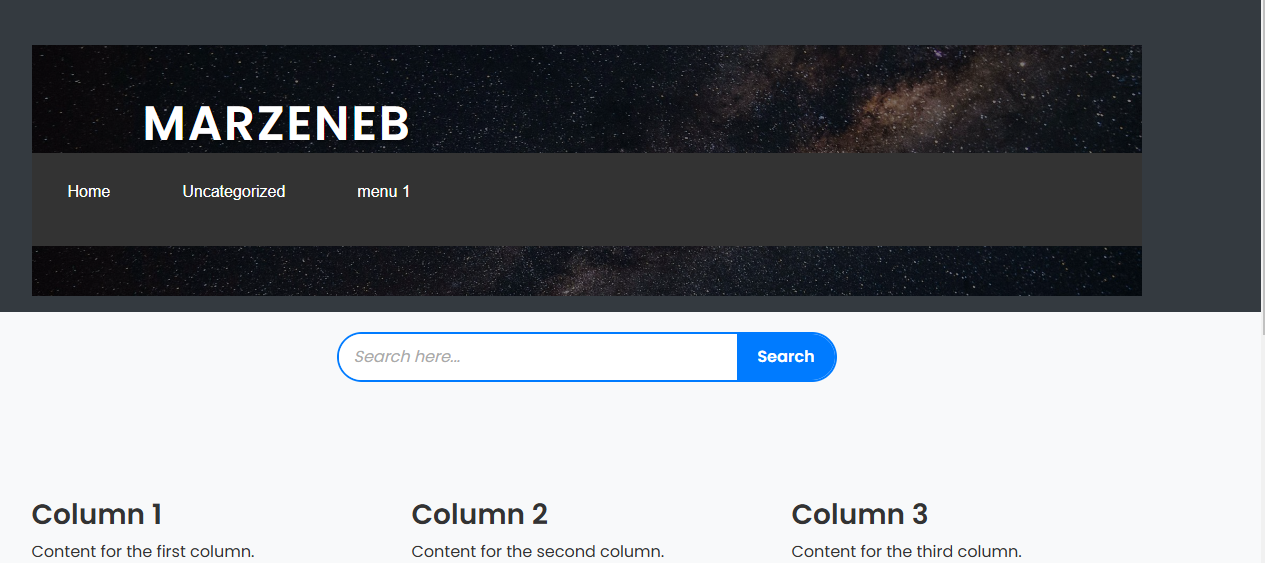 MARZENEB
Home Uncategorized menu 1
Search here... Search
Column 1 Column 2 Column 3
Content for the first column. Content for the second column. Content for the third column.